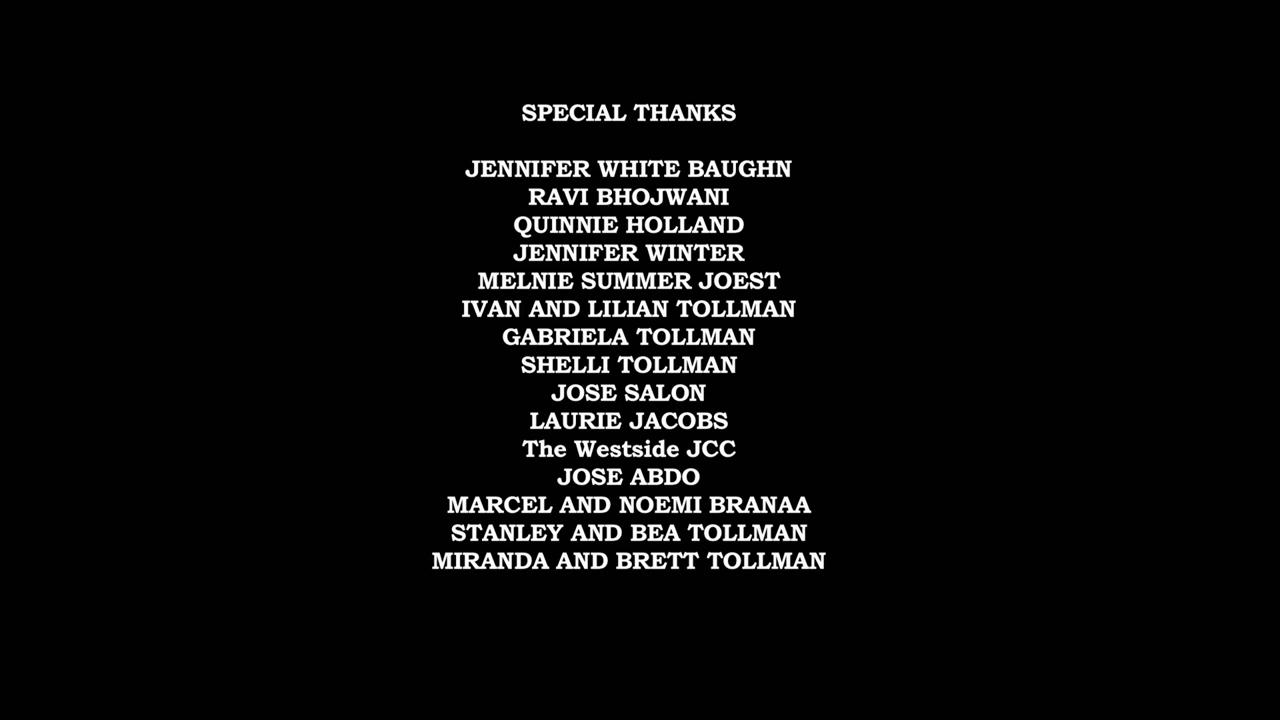 SPECIAL THANKS
JENNIFER WHITE BAUGHN
RAVI BHOJWANI
QUINNIE HOLLAND
JENNIFER WINTER
MELNIE SUMMER JOEST
IVAN AND LILIAN TOLLMAN
GABRIELA TOLLMAN
SHELLI TOLLMAN
JOSE SALON
LAURIE JACOBS
The Westside JCC
JOSE ABDO
MARCEL AND NOEMI BRANAA
STANLEY AND BEA TOLLMAN
MIRANDA AND BRETT TOLLMAN